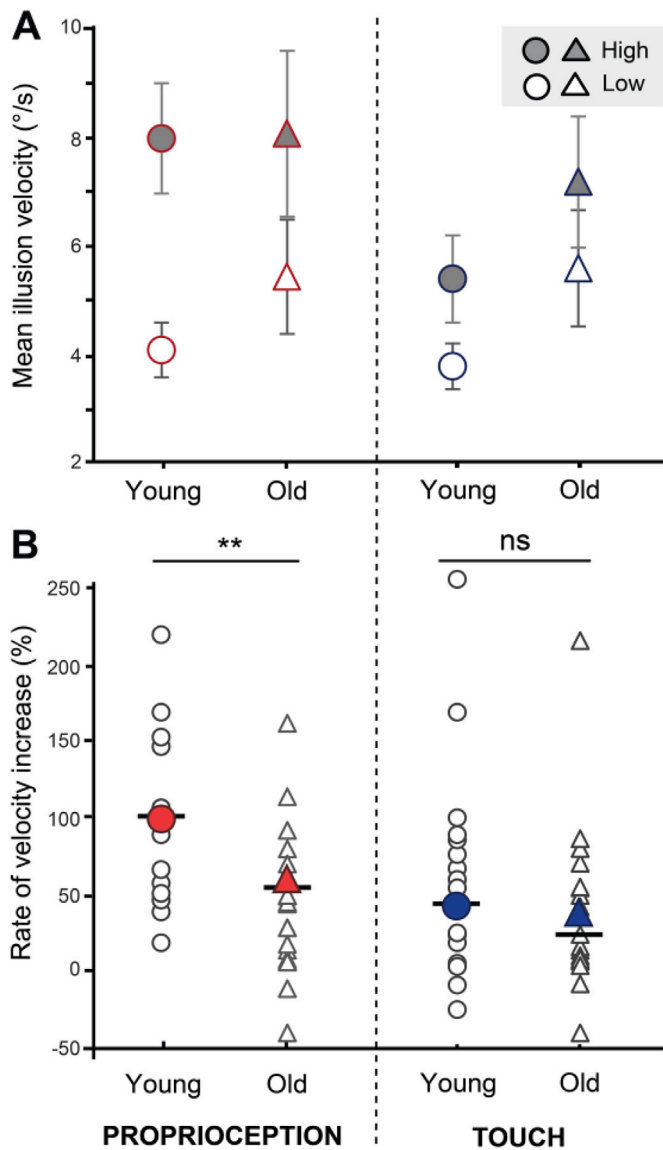 A
Mean illusion velocity (°/s)
10
8
6
4
2
High
Low
Young
Old
Young
Old
B
Rate of velocity increase (%)
**
ns
250
200
150
100
50
0
-50
Young
Old
Young
Old
PROPRIOCEPTION
TOUCH